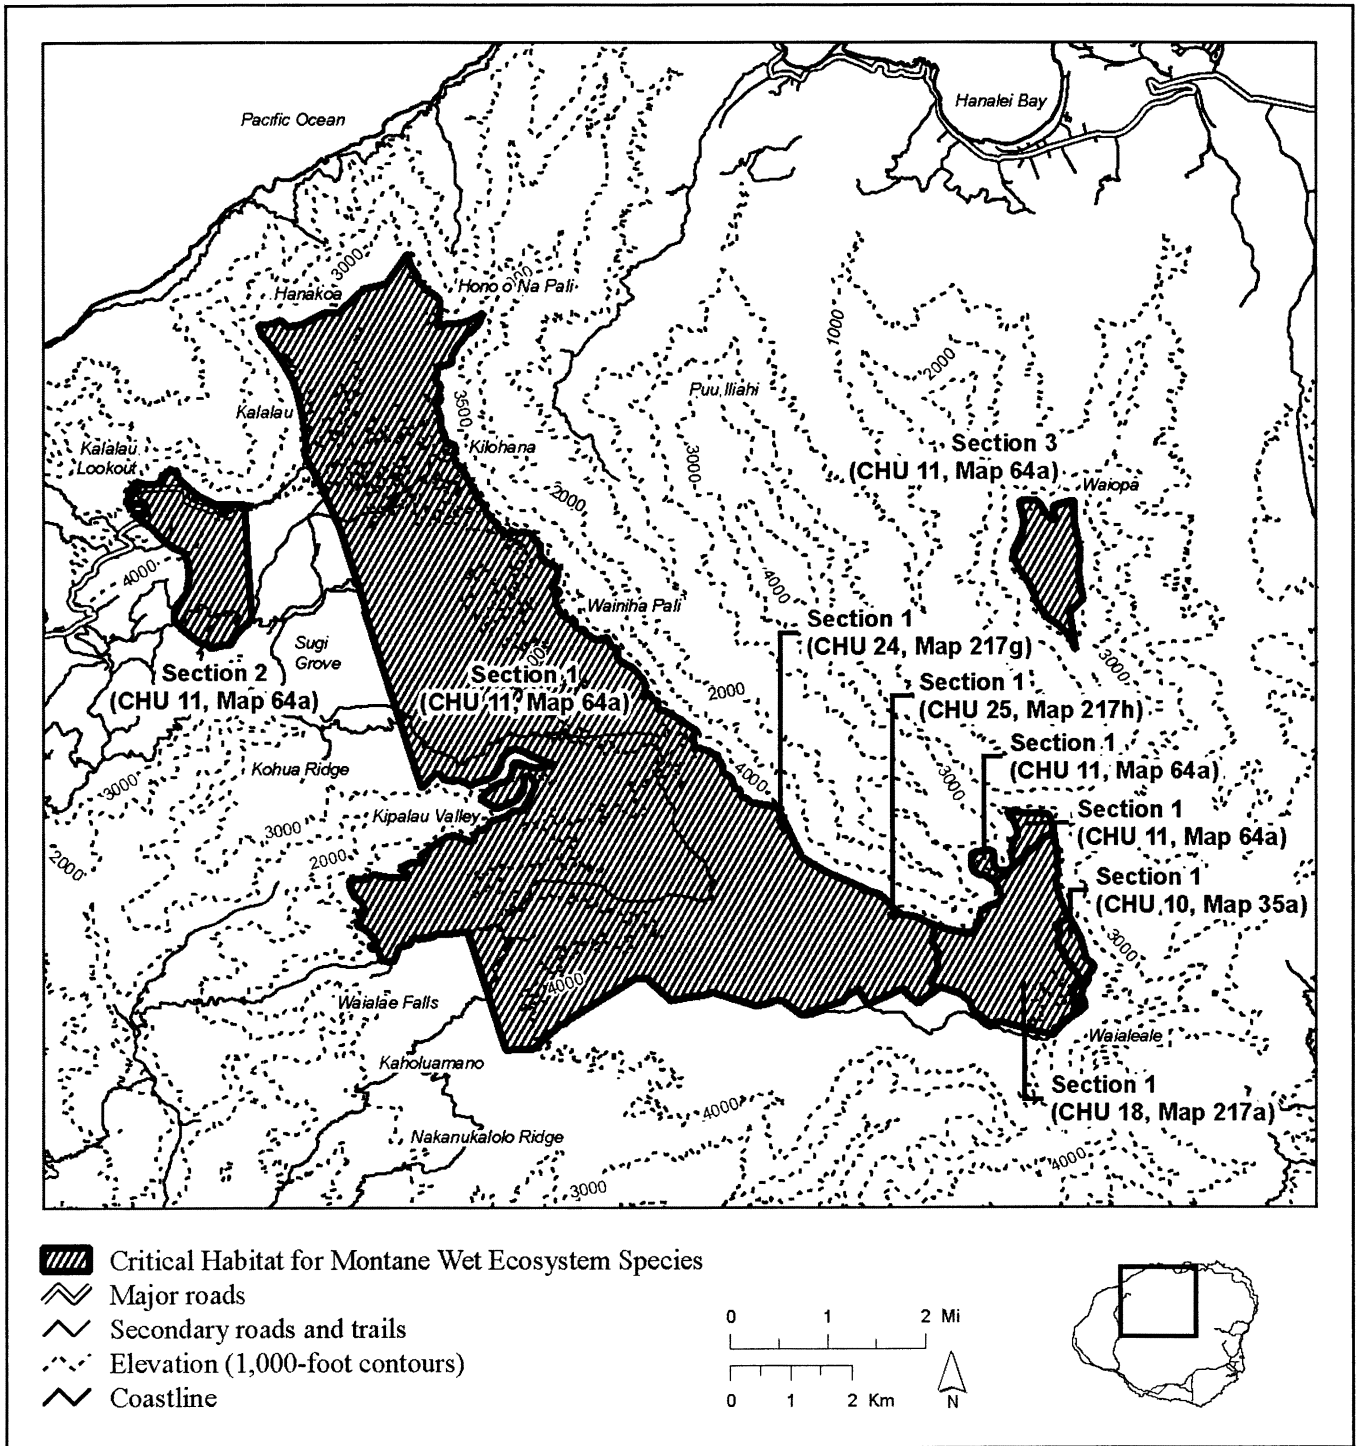 Pacific Ocean
Hanalei Bay
3000
Hanakoa
Hono o Na Pali
1000
2000
Puu Iliahi
Kalalau
3500
Kilohana
Kalalau
Lookout
3000
2000
Section 3
(CHU 11, Map 64a)
Waiopa
4000
4000
Wainiha Pali
Section 1
(CHU 24, Map 217g)
Sugi
Grove
3000
Section 2
(CHU 11, Map 64a)
Section 1
(CHU 11, Map 64a)
2000
Section 1
(CHU 25, Map 217h)
Section 1
(CHU 11, Map 64a)
Kohua Ridge
3000
4000
3000
Section 1
(CHU 11, Map 64a)
Kipalau Valley
3000
2000
2000
Section 1
(CHU 10, Map 35a)
3000
4000
Waialae Falls
Waialeale
Kaholuamano
Section 1
(CHU 18, Map 217a)
4000
Nakanukalolo Ridge
4000
3000
Critical Habitat for Montane Wet Ecosystem Species
Major roads
Secondary roads and trails
Elevation (1,000-foot contours)
Coastline
0 1 2 Mi
0 1 2 Km
N